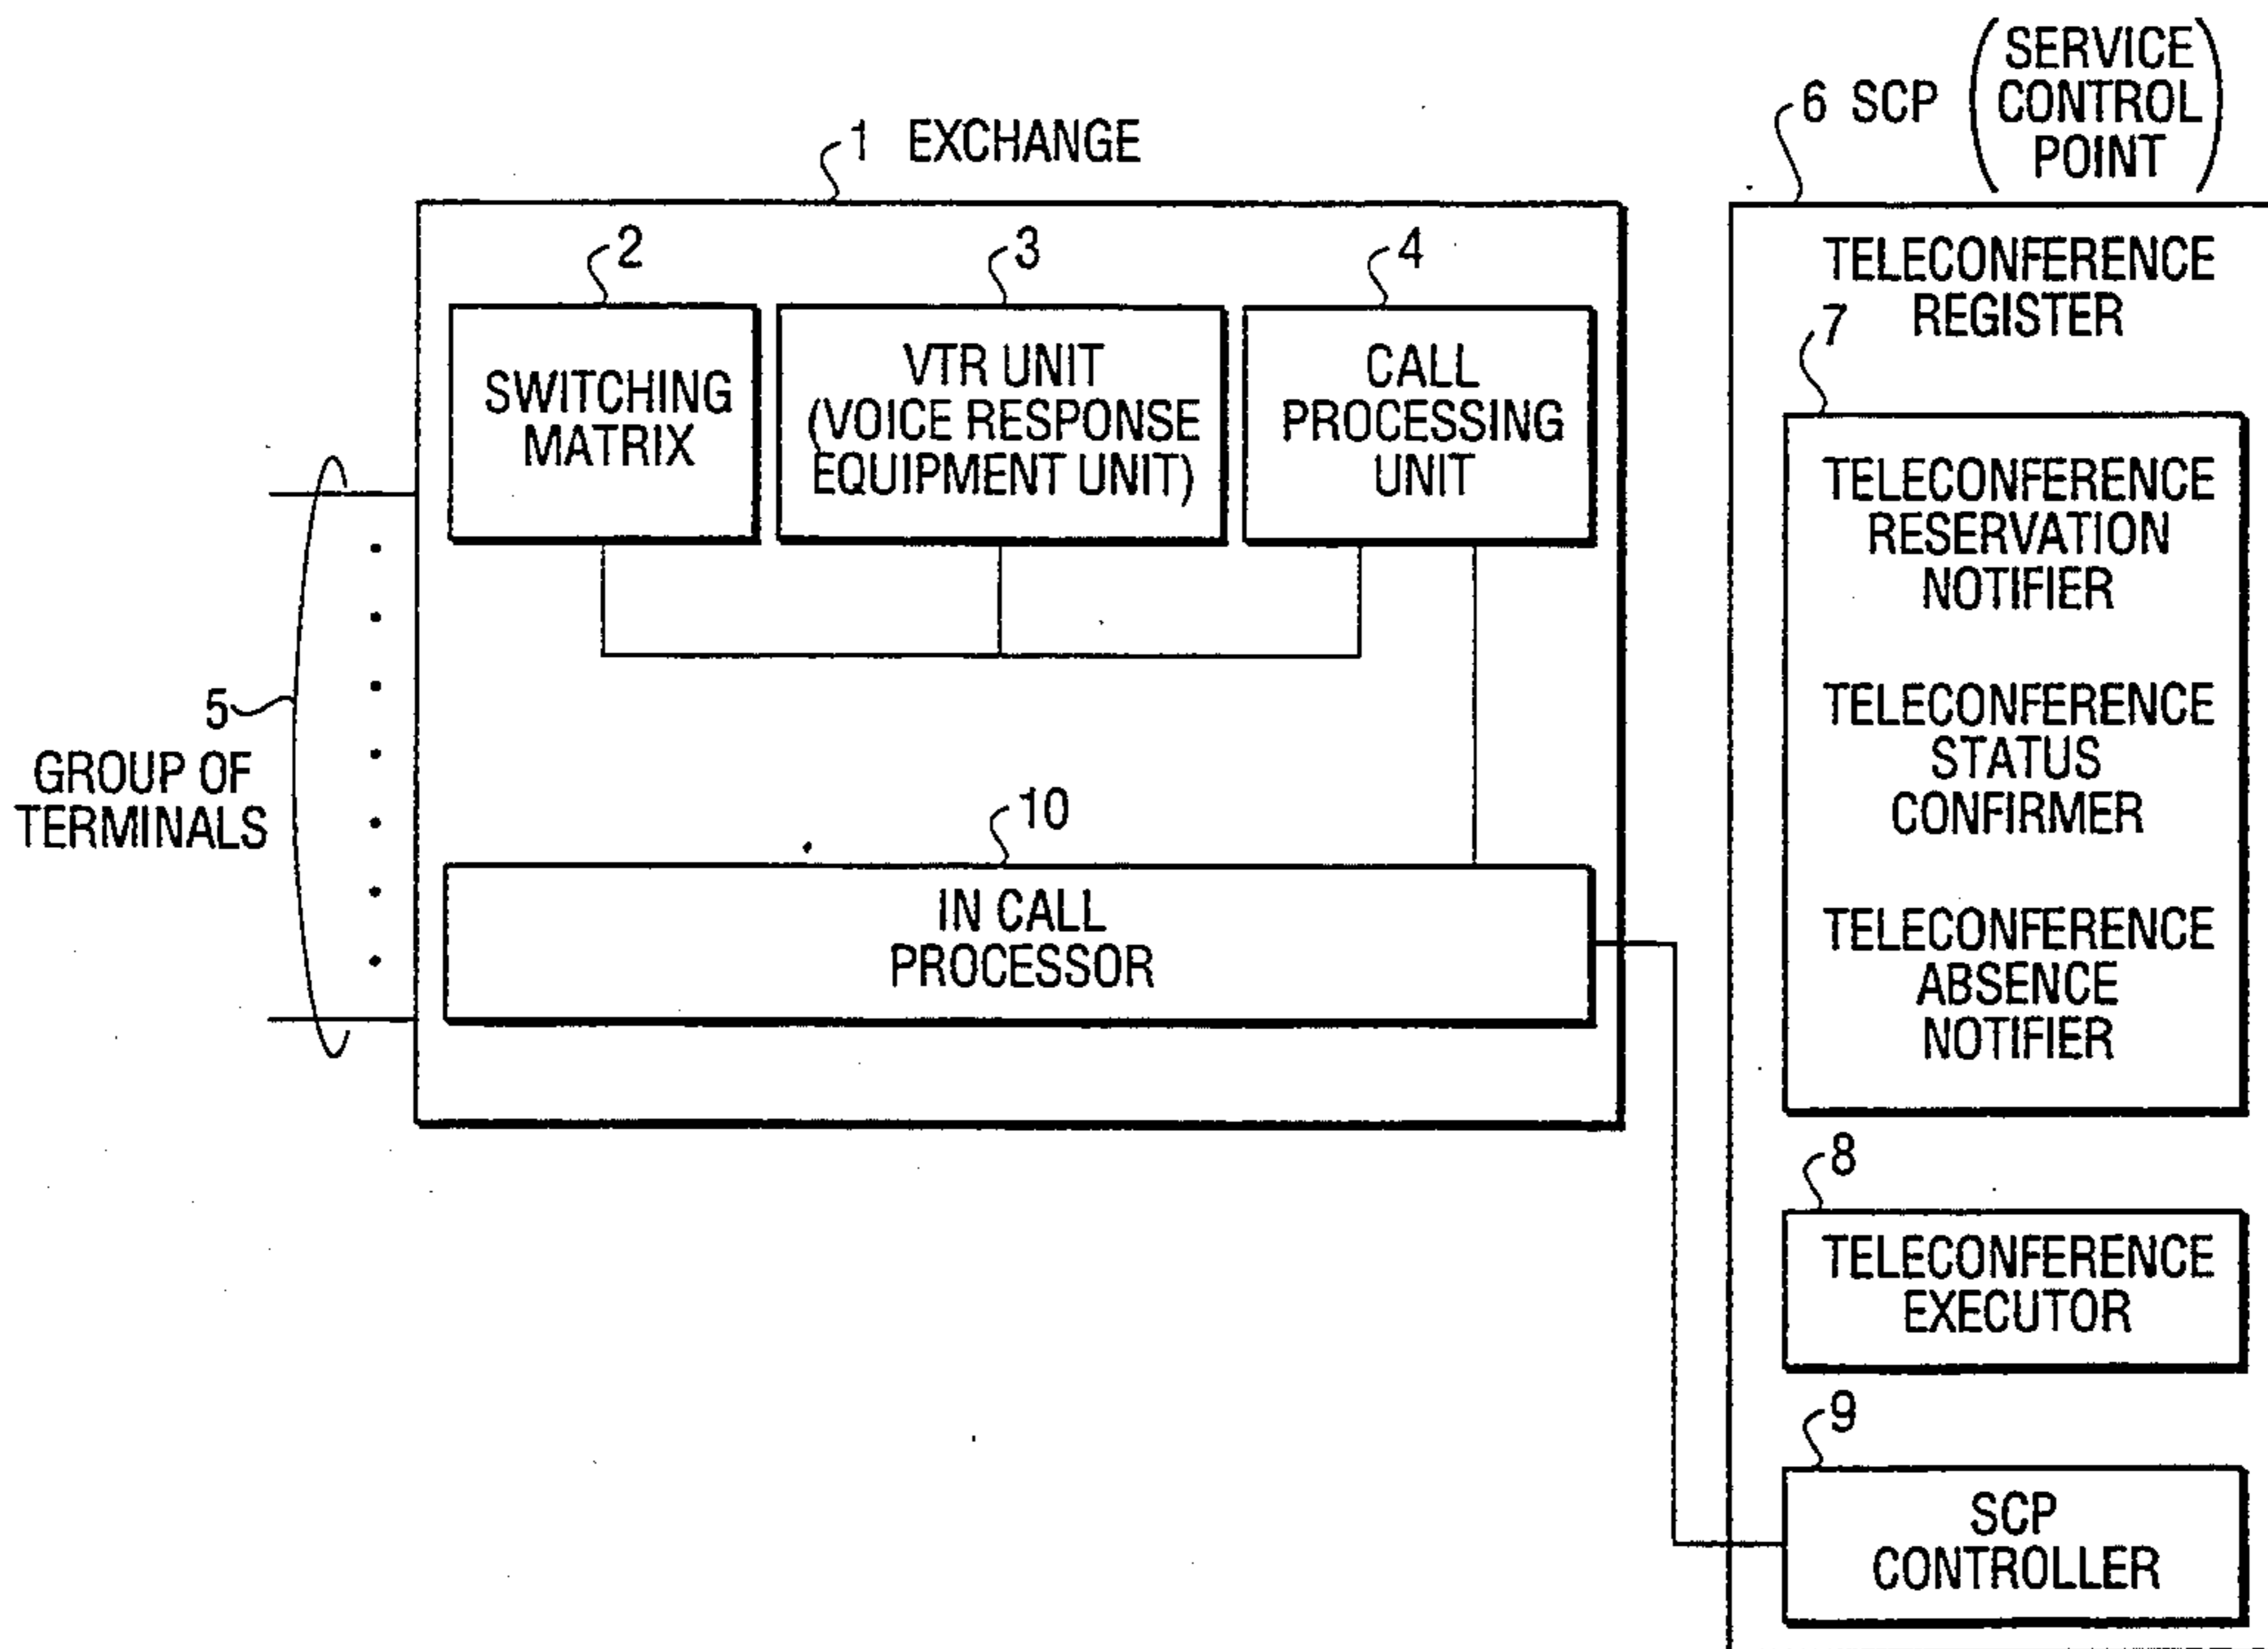 1 EXCHANGE
2
SWITCHING
MATRIX
3
VTR UNIT
(VOICE RESPONSE
EQUIPMENT UNIT)
4
CALL
PROCESSING
UNIT
5
GROUP OF
TERMINALS
10
IN CALL
PROCESSOR
6 SCP (SERVICE
CONTROL
POINT)
TELECONFERENCE
REGISTER
7
TELECONFERENCE
RESERVATION
NOTIFIER
TELECONFERENCE
STATUS
CONFIRMER
TELECONFERENCE
ABSENCE
NOTIFIER
8
TELECONFERENCE
EXECUTOR
9
SCP
CONTROLLER